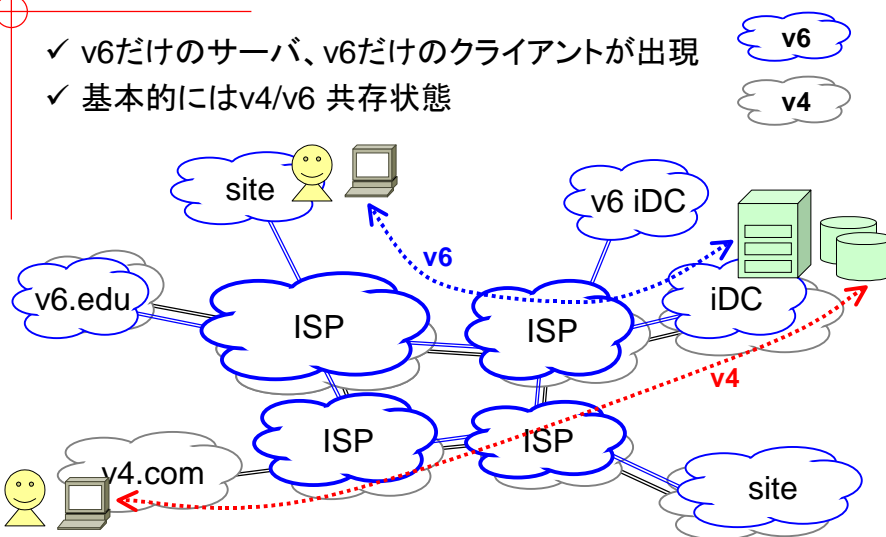 ✓ v6だけのサーバ、v6だけのクライアントが出現
✓ 基本的にはv4/v6 共存状態
v6
v4
site
v6 iDC
v6
v6.edu
ISP
ISP
iDC
v4
ISP
ISP
v4.com
site